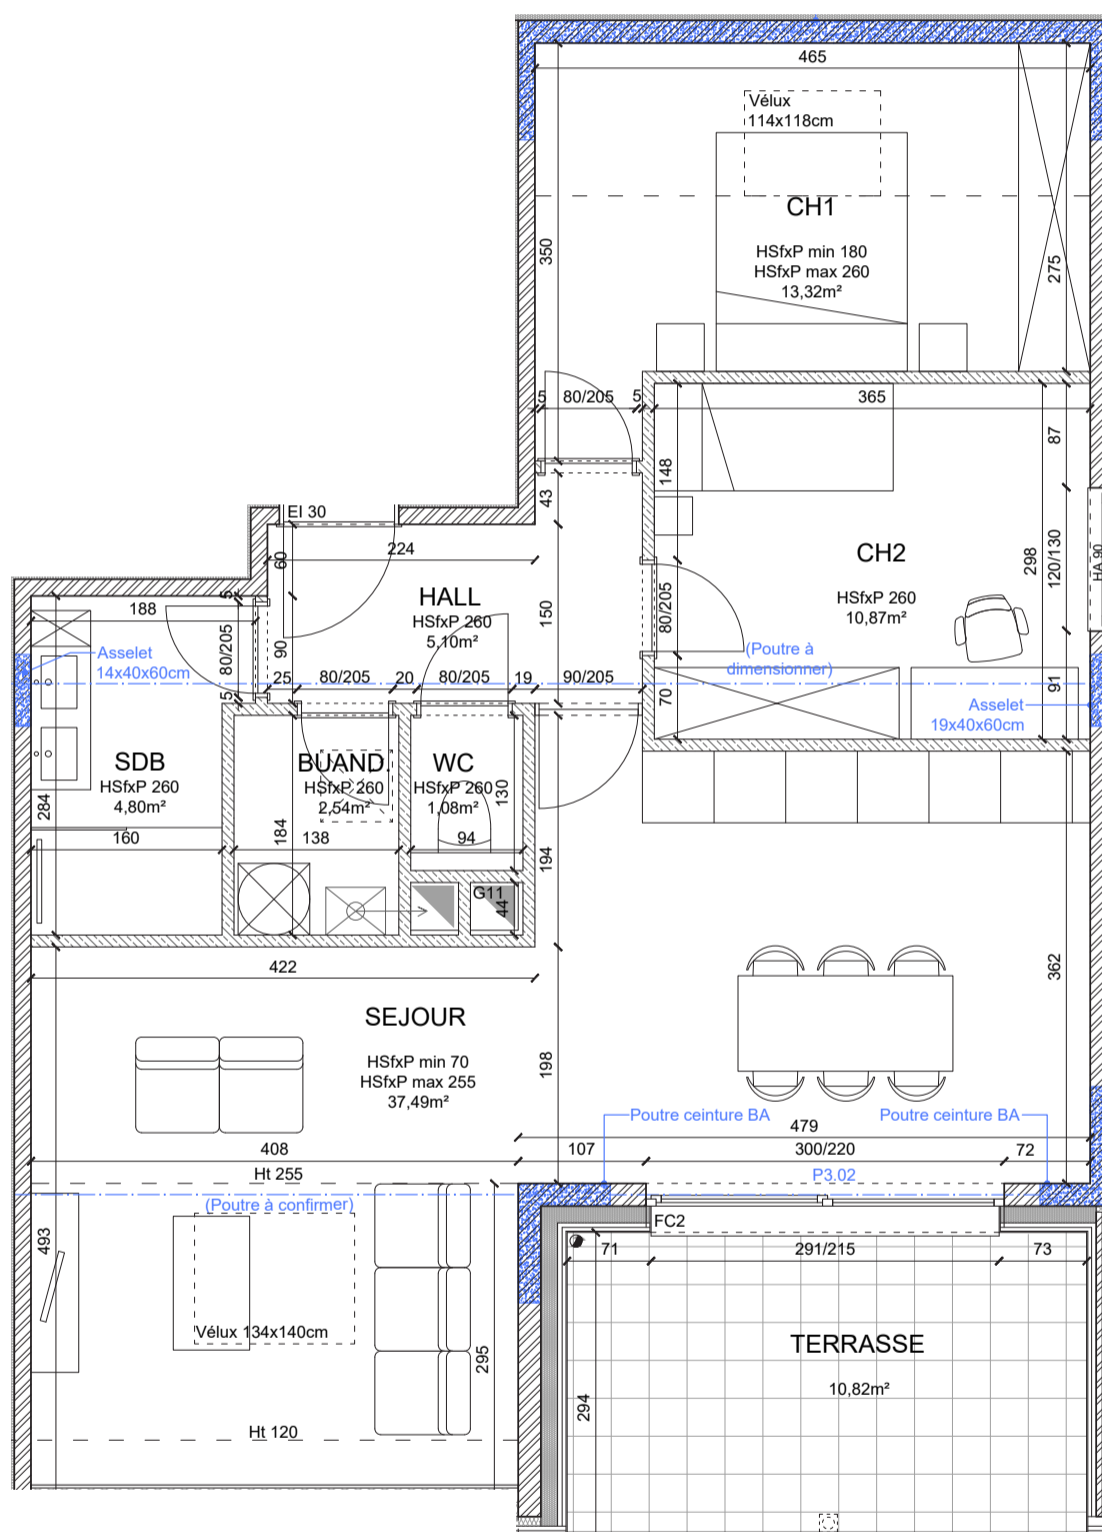 465
Vélux
114x118cm
CH1
HSfxP min 180
HSfxP max 260
13,32m²
350
275
5
80/205
5
365
148
87
43
EI 30
60
224
HALL
HSfxP 260
5,10m²
150
CH2
HSfxP 260
10,87m²
298
120/130
HA 90
80/205
(Poutre à
dimensionner)
70
91
Asselet
19x40x60cm
5
188
80/205
90
5
Asselet
14x40x60cm
25
80/205
20
80/205
19
90/205
SDB
HSfxP 260
4,80m²
284
160
BUAND.
HSfxP 260
2,54m²
184
138
WC
HSfxP 260
1,08m²
130
94
G11
44
194
422
362
SEJOUR
HSfxP min 70
HSfxP max 255
37,49m²
198
Poutre ceinture BA
Poutre ceinture BA
479
408
107
300/220
72
Ht 255
P3.02
(Poutre à confirmer)
493
FC2
71
291/215
73
Vélux 134x140cm
295
TERRASSE
10,82m²
294
Ht 120